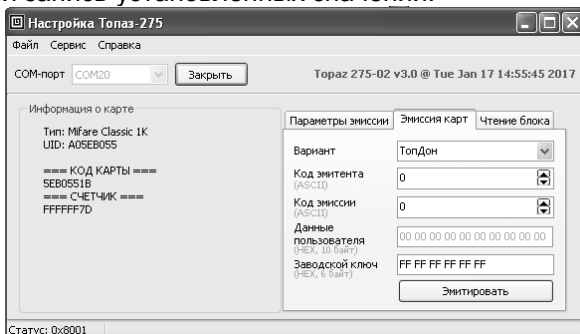 и запись установленных значений.
Настройка Топаз-275
Файл Сервис Справка
COM-порт COM20 Закрыть Topaz 275-02 v3.0 @ Tue Jan 17 14:55:45 2017
Информация о карте
Тип: Mifare Classic 1K
UID: A05EB055
=== КОД КАРТЫ ===
5EB0551B
=== СЧЕТЧИК ===
FFFFFF7D
Параметры эмиссии Эмиссия карт Чтение блока
Вариант ТопДон
Код эмитента 0
(ASCII)
Код эмиссии 0
(ASCII)
Данные
пользователя 00 00 00 00 00 00 00 00 00 00
(HEX, 10 байт)
Заводской ключ FF FF FF FF FF FF
(HEX, 6 байт)
Эмитировать
Статус: 0x8001